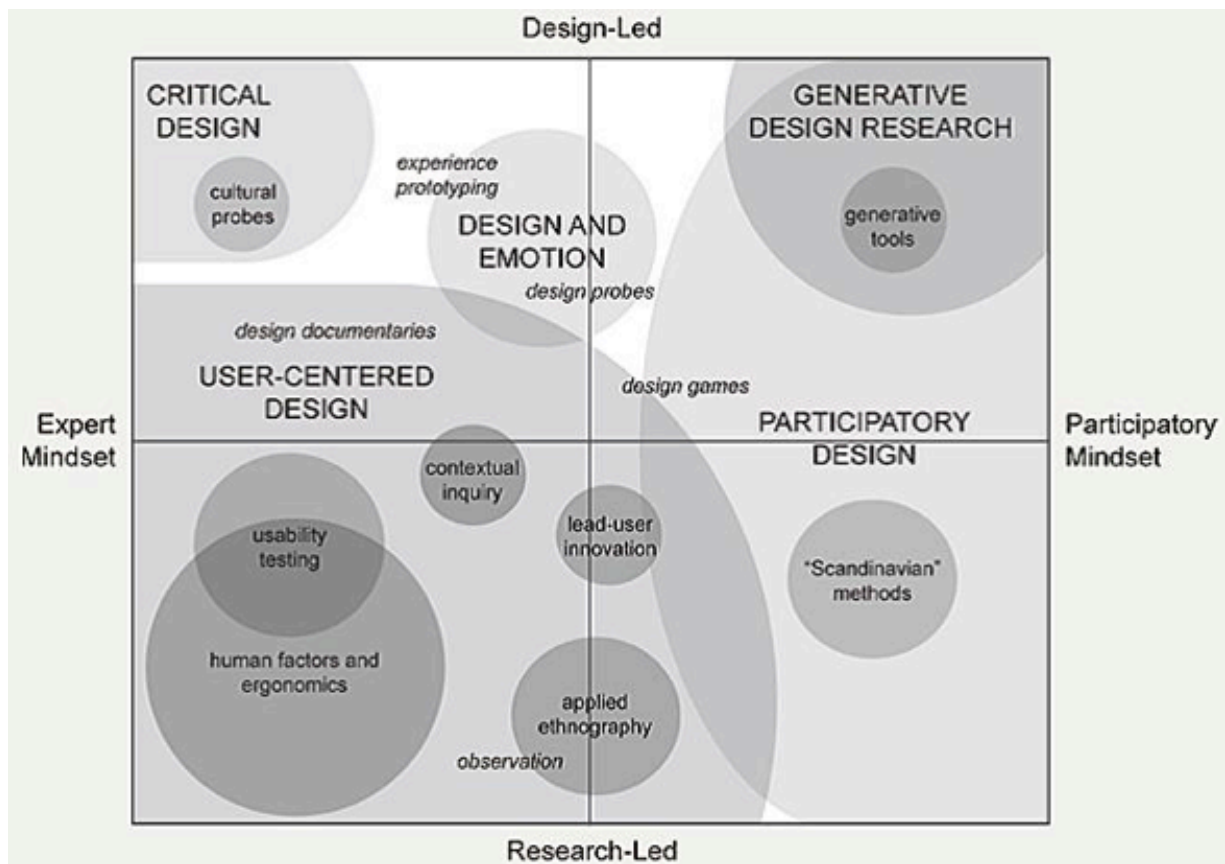 Design-Led
CRITICAL
DESIGN
cultural
probes
experience
prototyping
DESIGN AND
EMOTION
design probes
GENERATIVE
DESIGN RESEARCH
generative
tools
design documentaries
USER-CENTERED
DESIGN
design games
PARTICIPATORY
DESIGN
Expert
Mindset
Participatory
Mindset
contextual
inquiry
usability
testing
lead-user
innovation
"Scandinavian"
methods
human factors and
ergonomics
applied
ethnography
observation
Research-Led